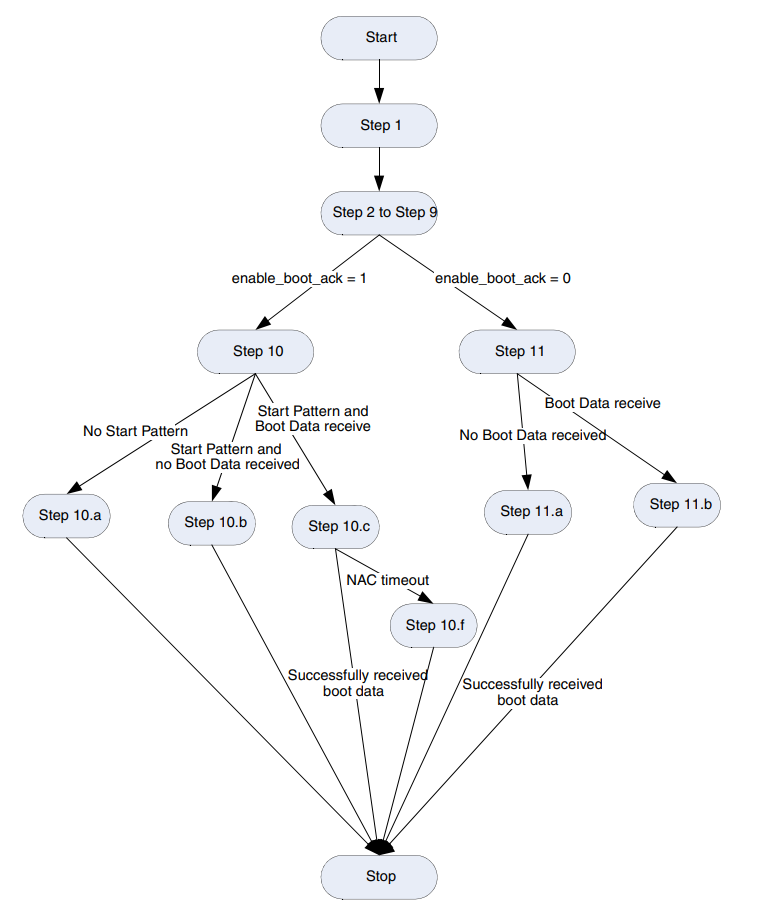 Start
Step 1
Step 2 to Step 9
enable_boot_ack = 1
enable_boot_ack = 0
Step 10
Step 11
No Start Pattern
Start Pattern and
no Boot Data received
Start Pattern and
Boot Data receive
No Boot Data received
Boot Data receive
Step 10.a
Step 10.b
Step 10.c
Step 11.a
Step 11.b
NAC timeout
Step 10.f
Successfully received
boot data
Successfully received
boot data
Stop